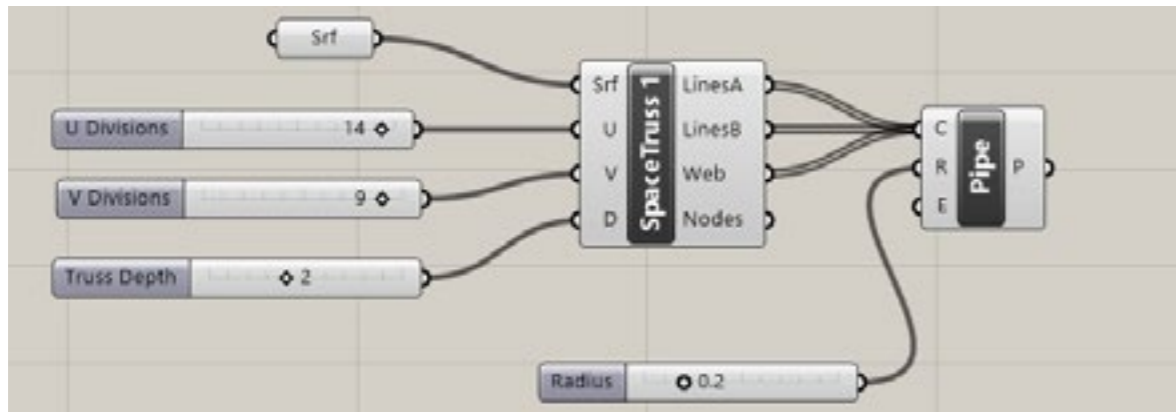 Srf
U Divisions 14
V Divisions 9
Truss Depth 2
Srf
U
V
D
SpaceTruss 1
LinesA
LinesB
Web
Nodes
C
R
E
Pipe
P
Radius 0.2